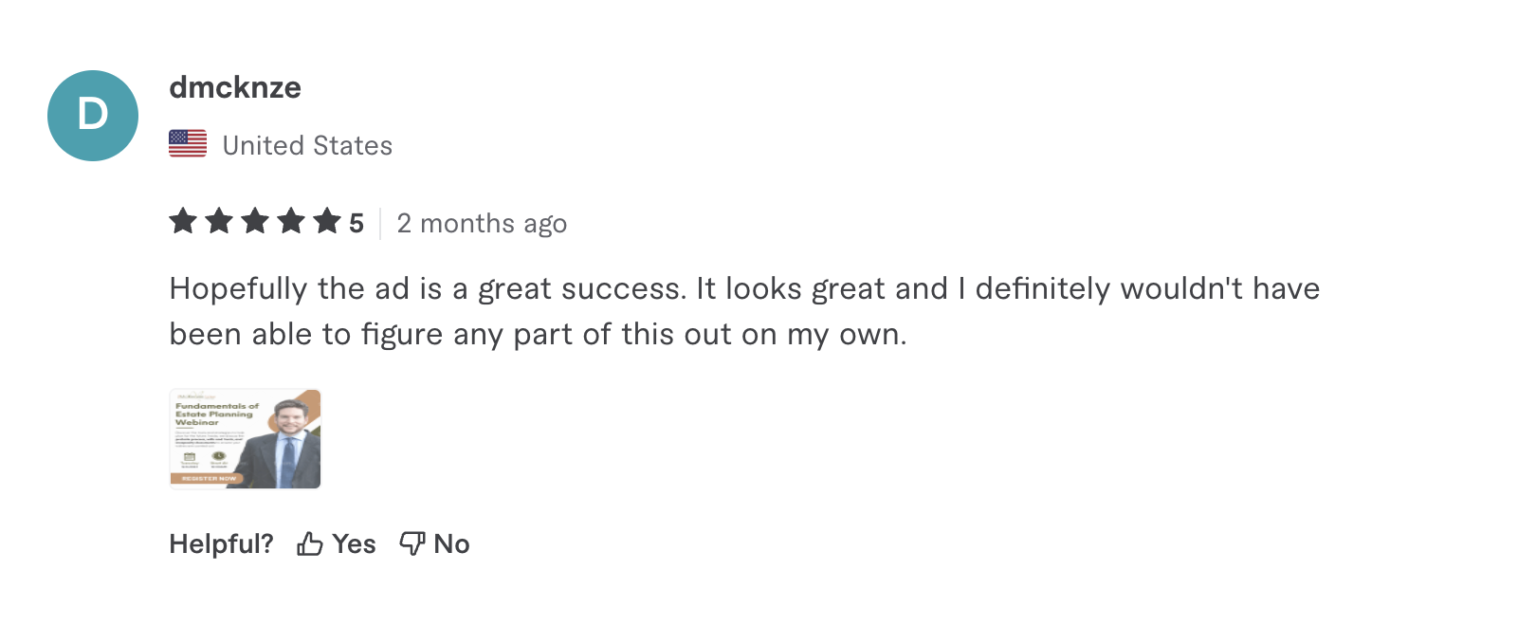 D
dmcknze
United States
5
2 months ago
Hopefully the ad is a great success. It looks great and I definitely wouldn't have
been able to figure any part of this out on my own.
Fundamentals of
Estate Planning
Webinar
REGISTER NOW
Helpful?
Yes
No